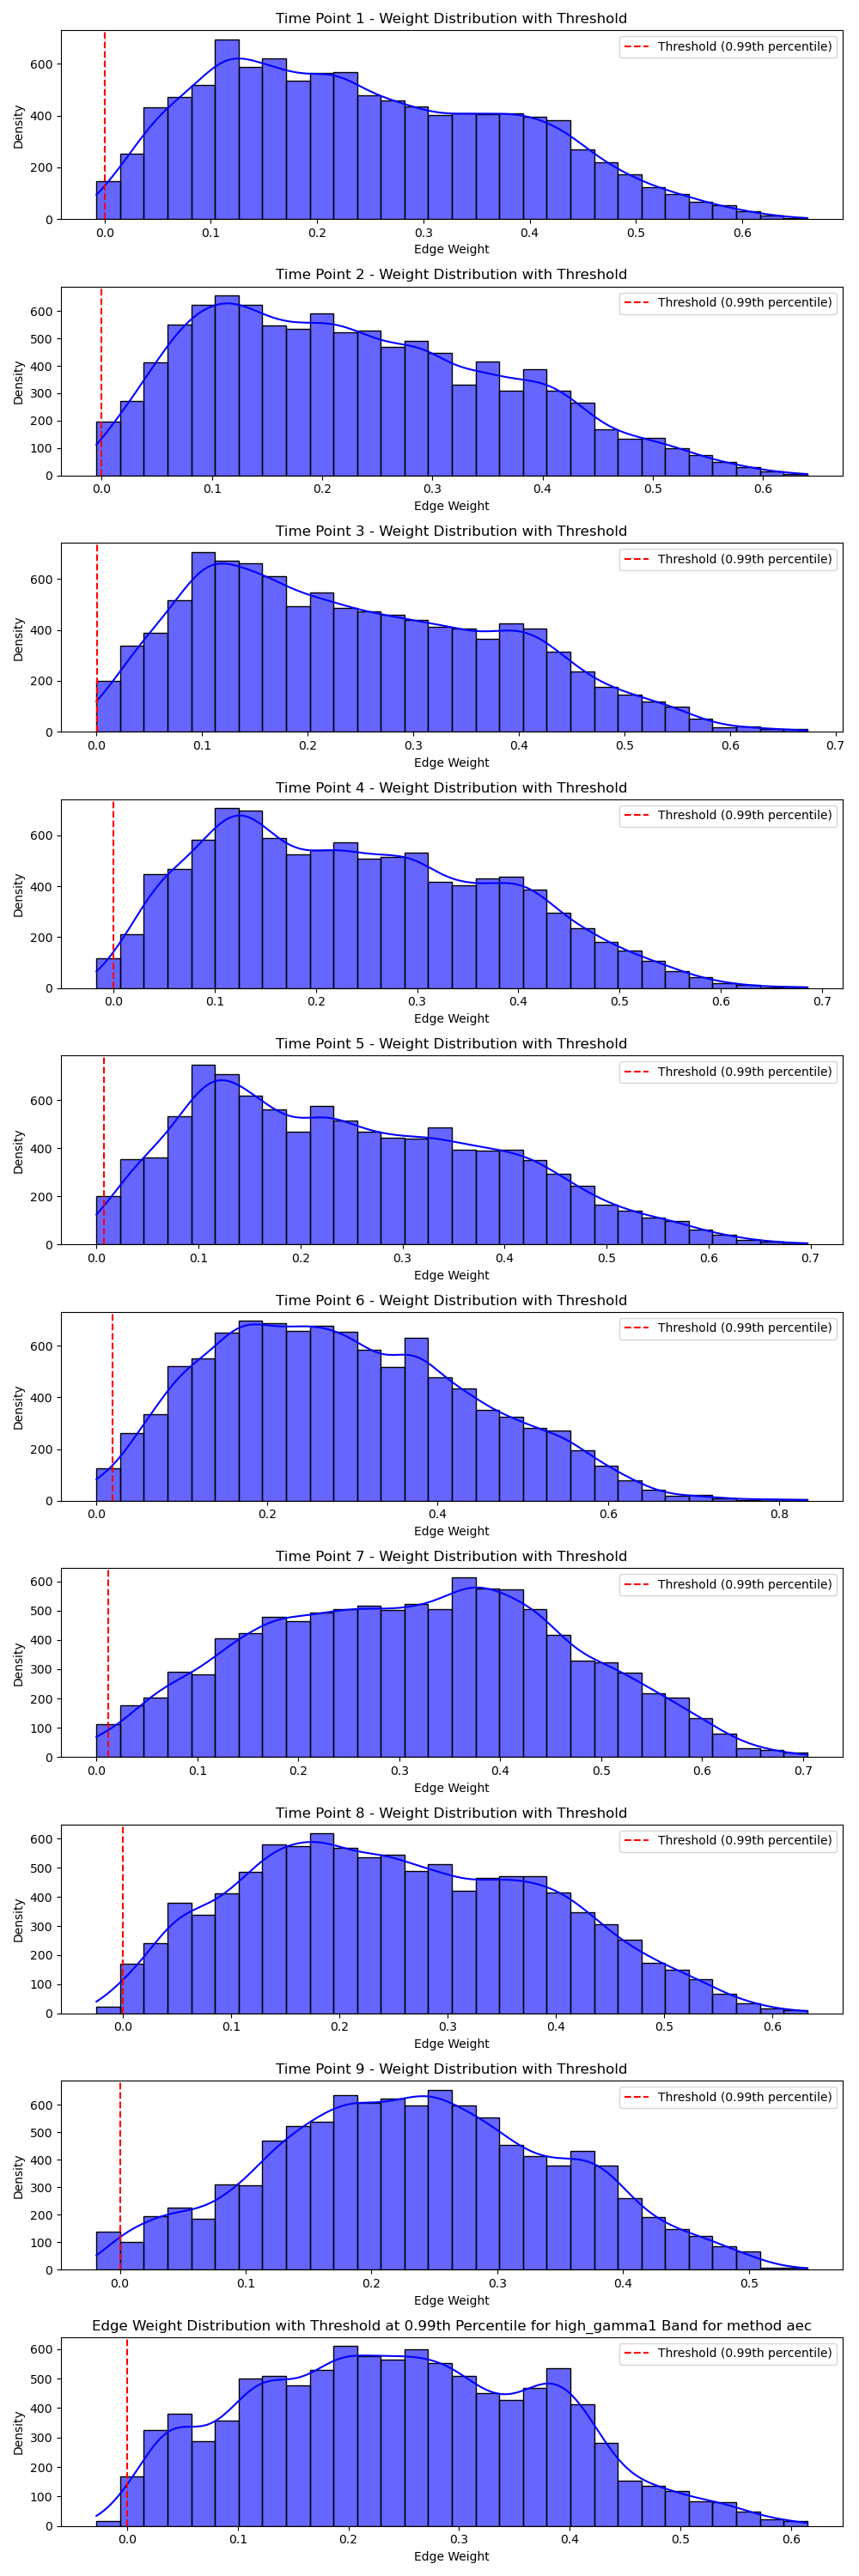 Time Point 1 - Weight Distribution with Threshold
Threshold (0.99th percentile)
Density
600
400
200
0
0.0 0.1 0.2 0.3 0.4 0.5 0.6
Edge Weight
Time Point 2 - Weight Distribution with Threshold
Threshold (0.99th percentile)
Density
600
500
400
300
200
100
0
0.0 0.1 0.2 0.3 0.4 0.5 0.6
Edge Weight
Time Point 3 - Weight Distribution with Threshold
Threshold (0.99th percentile)
Density
600
400
200
0
0.0 0.1 0.2 0.3 0.4 0.5 0.6 0.7
Edge Weight
Time Point 4 - Weight Distribution with Threshold
Threshold (0.99th percentile)
Density
600
400
200
0
0.0 0.1 0.2 0.3 0.4 0.5 0.6 0.7
Edge Weight
Time Point 5 - Weight Distribution with Threshold
Threshold (0.99th percentile)
Density
600
400
200
0
0.0 0.1 0.2 0.3 0.4 0.5 0.6 0.7
Edge Weight
Time Point 6 - Weight Distribution with Threshold
Threshold (0.99th percentile)
Density
600
400
200
0
0.0 0.2 0.4 0.6 0.8
Edge Weight
Time Point 7 - Weight Distribution with Threshold
Threshold (0.99th percentile)
Density
600
500
400
300
200
100
0
0.0 0.1 0.2 0.3 0.4 0.5 0.6 0.7
Edge Weight
Time Point 8 - Weight Distribution with Threshold
Threshold (0.99th percentile)
Density
600
500
400
300
200
100
0
0.0 0.1 0.2 0.3 0.4 0.5 0.6
Edge Weight
Time Point 9 - Weight Distribution with Threshold
Threshold (0.99th percentile)
Density
600
500
400
300
200
100
0
0.0 0.1 0.2 0.3 0.4 0.5
Edge Weight
Edge Weight Distribution with Threshold at 0.99th Percentile for high_gamma1 Band for method aec
Threshold (0.99th percentile)
Density
600
500
400
300
200
100
0
0.0 0.1 0.2 0.3 0.4 0.5 0.6
Edge Weight